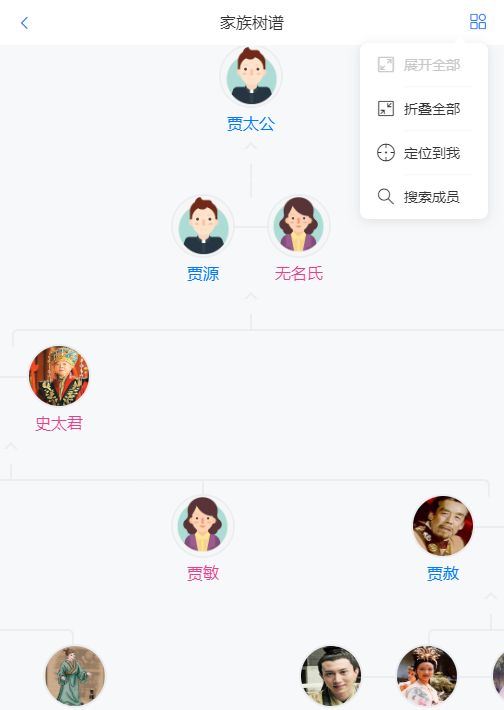 家族树谱
展开全部
折叠全部
定位到我
搜索成员
贾太公
贾源
无名氏
史太君
贾敏
贾赦